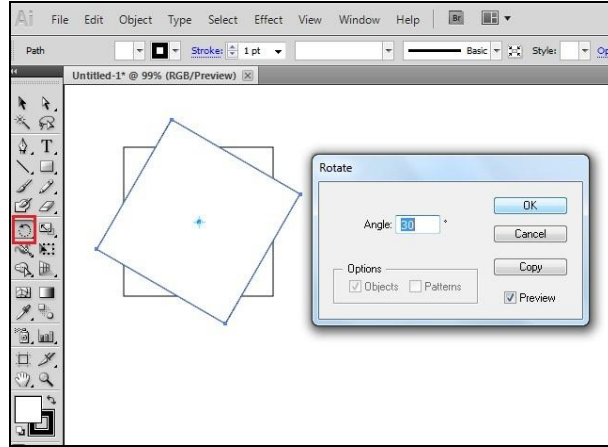 Ai File Edit Object Type Select Effect View Window Help Br
Path Stroke: 1 pt Basic Style: Op
Untitled-1* @ 99% (RGB/Preview)
T
Rotate
Angle: 30 °
OK
Cancel
Options
Objects Patterns
Copy
Preview